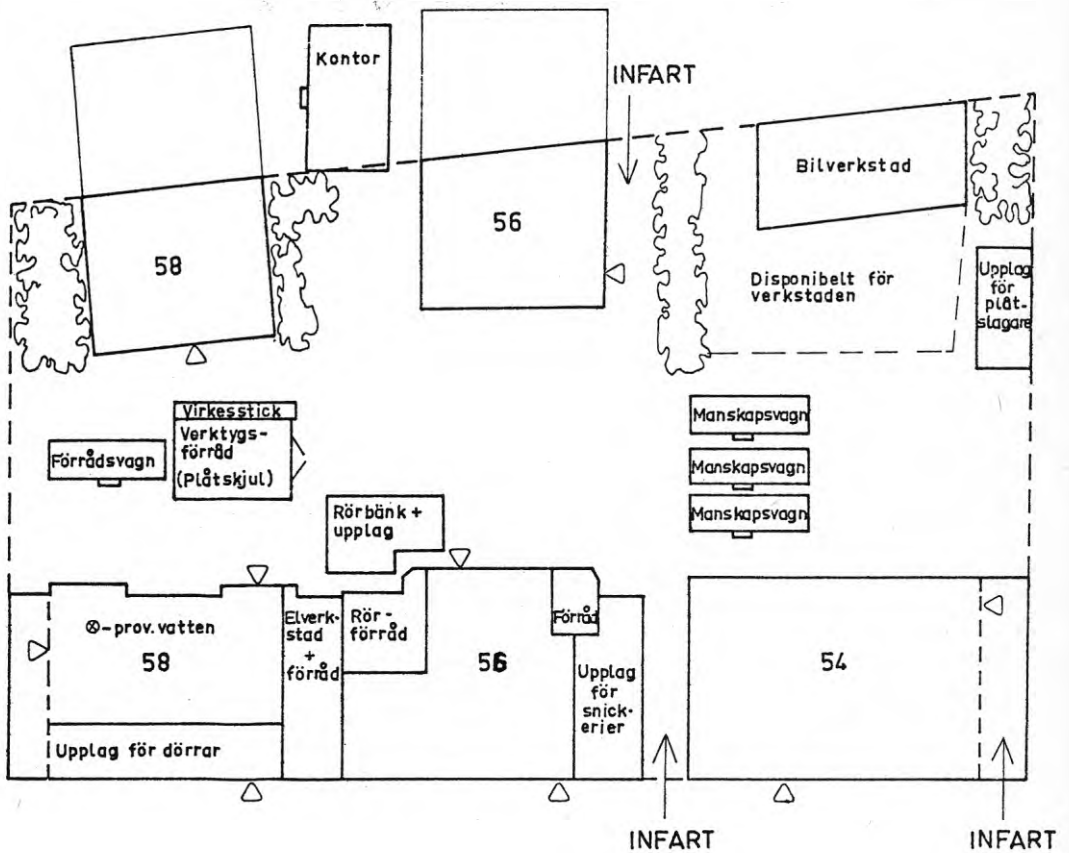 Kontor
INFART
Bilverkstad
56
58
Disponibelt för
verkstaden
Upplag
för
plåt-
slagare
Virkesstick
Verktygs-
förråd
(Plåtskjul)
Förrådsvagn
Manskapsvagn
Manskapsvagn
Manskapsvagn
Rörbänk +
upplag
⊗-prov.vatten
58
Elverk-
stad
+
förråd
Rör-
förråd
56
Förråd
Upplag
för
snick-
erier
54
Upplag för dörrar
INFART
INFART